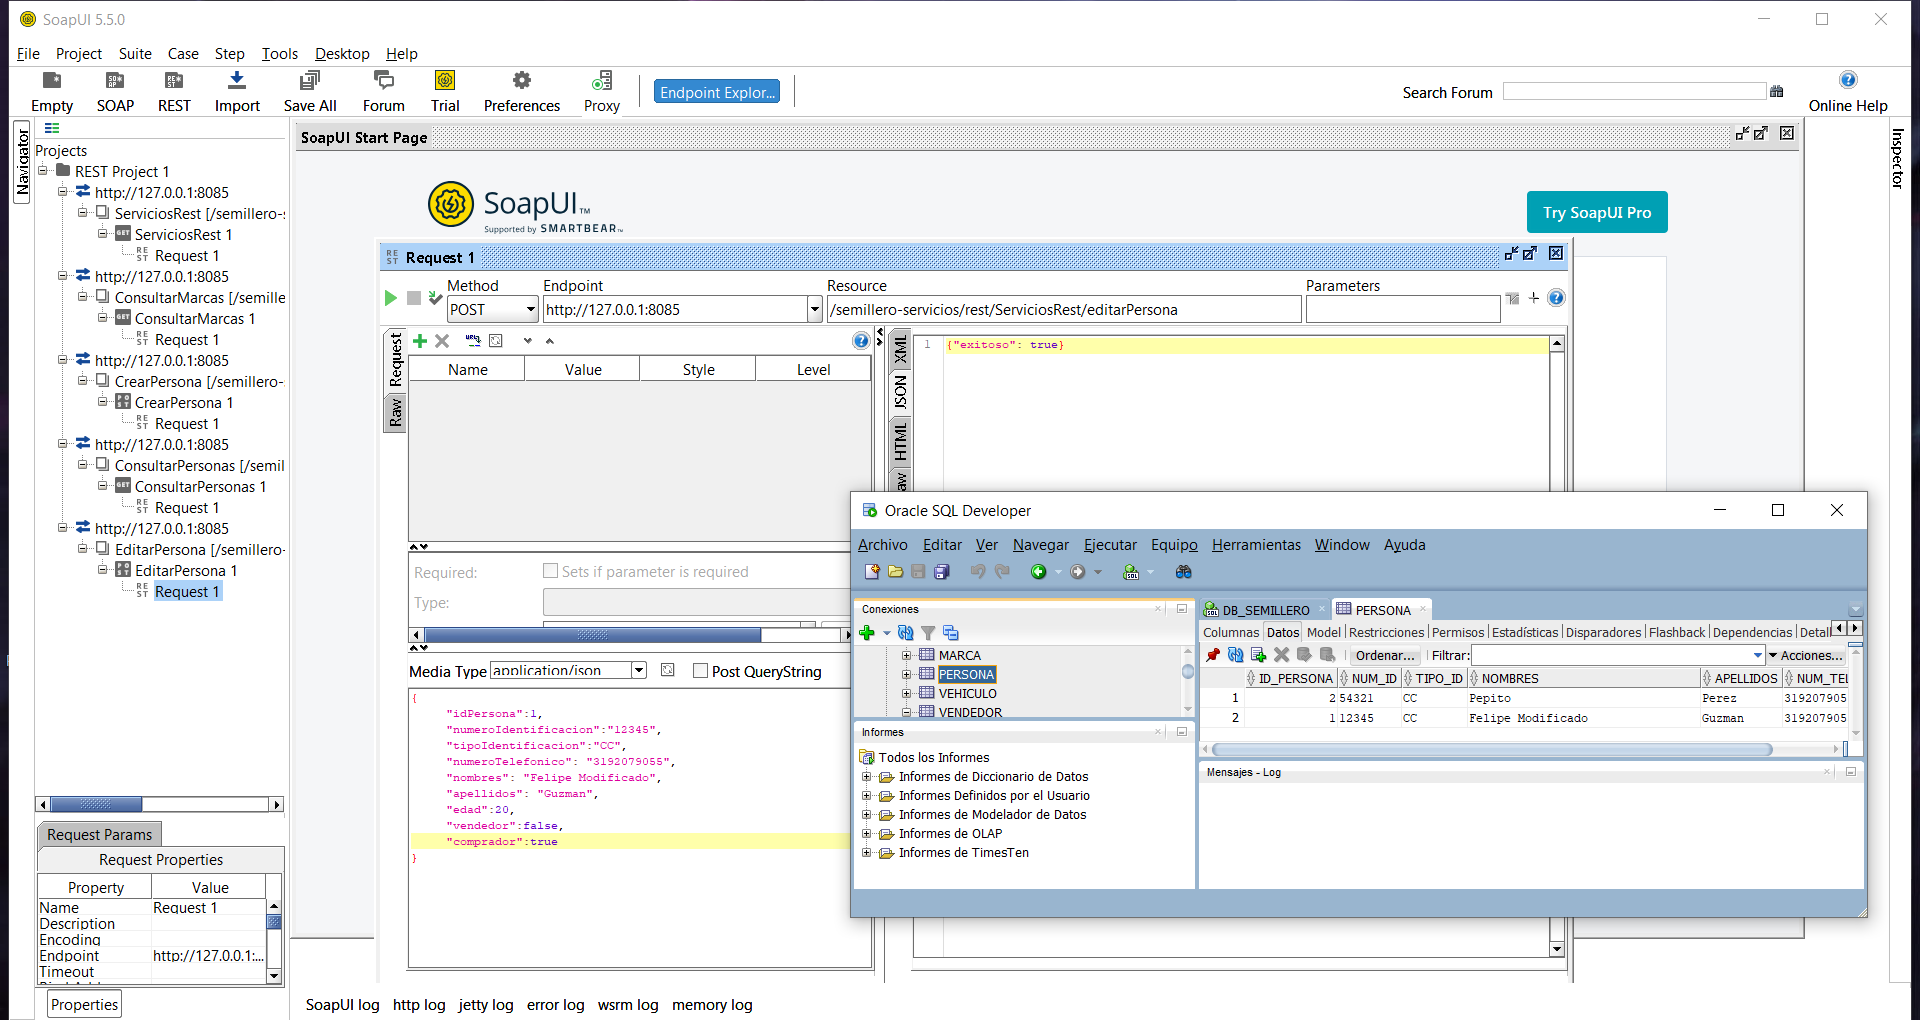 SoapUI 5.5.0
File Project Suite Case Step Tools Desktop Help
Empty SOAP REST Import Save All Forum Trial Preferences Proxy Endpoint Explor... Search Forum Online Help
Navigator
Projects
REST Project 1
http://127.0.0.1:8085
ServiciosRest [/semillero-
ServiciosRest 1
Request 1
http://127.0.0.1:8085
ConsultarMarcas [/semille
ConsultarMarcas 1
Request 1
http://127.0.0.1:8085
CrearPersona [/semillero-
CrearPersona 1
Request 1
http://127.0.0.1:8085
ConsultarPersonas [/semil
ConsultarPersonas 1
Request 1
http://127.0.0.1:8085
EditarPersona [/semillero-
EditarPersona 1
Request 1
Request Params
Request Properties
Property Value
Name Request 1
Description
Encoding
Endpoint http://127.0.0.1:...
Timeout
Properties
SoapUI Start Page
Inspector
SoapUI™
Supported by SMARTBEAR™
Try SoapUI Pro
Request 1
Method Endpoint Resource Parameters
POST http://127.0.0.1:8085 /semillero-servicios/rest/ServiciosRest/editarPersona
Request
Raw
Name Value Style Level
Required: Sets if parameter is required
Type:
Media Type application/json Post QueryString
{
"idPersona":1,
"numeroIdentificacion":"12345",
"tipoIdentificacion":"CC",
"numeroTelefonico": "3192079055",
"nombres": "Felipe Modificado",
"apellidos": "Guzman",
"edad":20,
"vendedor":false,
"comprador":true
}
XML
JSON
HTML
1 {"exitoso": true}
Oracle SQL Developer
Archivo Editar Ver Navegar Ejecutar Equipo Herramientas Window Ayuda
Conexiones
MARCA
PERSONA
VEHICULO
VENDEDOR
Informes
Todos los Informes
Informes de Diccionario de Datos
Informes Definidos por el Usuario
Informes de Modelador de Datos
Informes de OLAP
Informes de TimesTen
DB_SEMILLERO PERSONA
Columnas Datos Model Restricciones Permisos Estadísticas Disparadores Flashback Dependencias Detall
Ordenar... Filtrar: Acciones...
ID_PERSONA NUM_ID TIPO_ID NOMBRES APELLIDOS NUM_TEL
1 2 54321 CC Pepito Perez 319207905
2 1 12345 CC Felipe Modificado Guzman 319207905
Mensajes - Log
SoapUI log http log jetty log error log wsrm log memory log